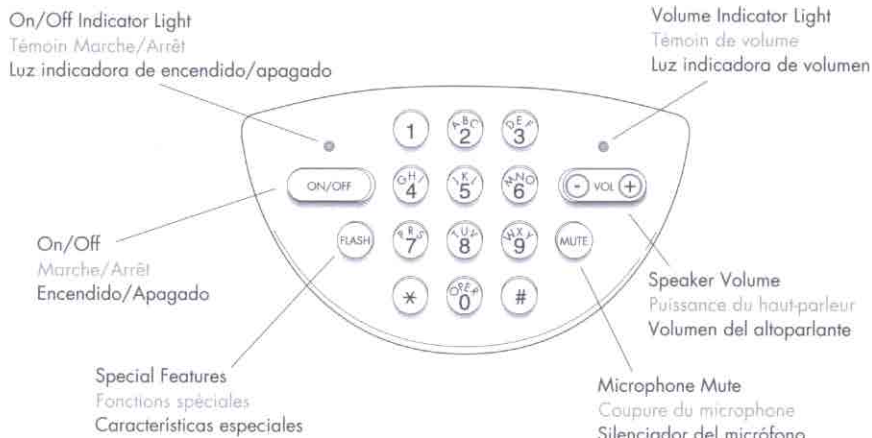 On/Off Indicator Light
Témoin Marche/Arrêt
Luz indicadora de encendido/apagado
Volume Indicator Light
Témoin de volume
Luz indicadora de volumen
1
ABC 2
DEF 3
ON/OFF
GHI 4
JKL 5
MNO 6
- VOL +
FLASH
PRS 7
TUV 8
WXY 9
MUTE
*
OPER 0
#
On/Off
Marche/Arrêt
Encendido/Apagado
Speaker Volume
Puissance du haut-parleur
Volumen del altoparlante
Special Features
Fonctions spéciales
Características especiales
Microphone Mute
Coupure du microphone
Silenciador del micrófono